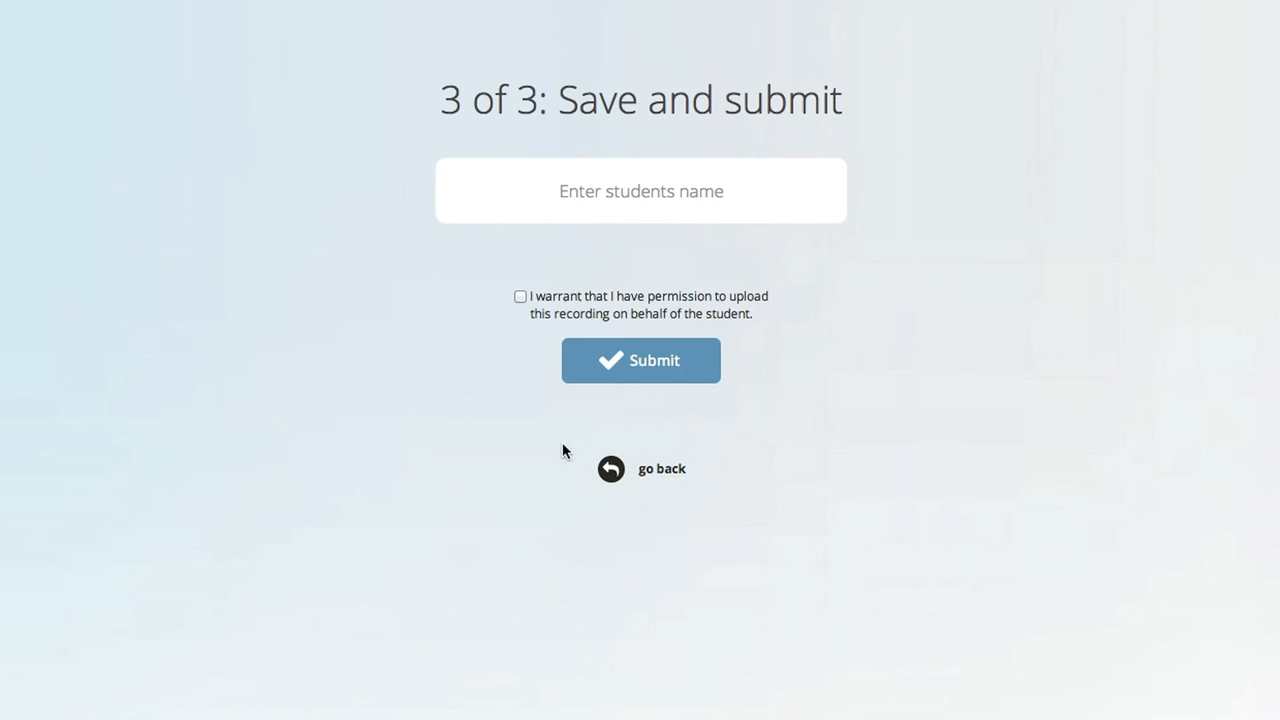 3 of 3: Save and submit
Enter students name
I warrant that I have permission to upload
this recording on behalf of the student.
Submit
go back